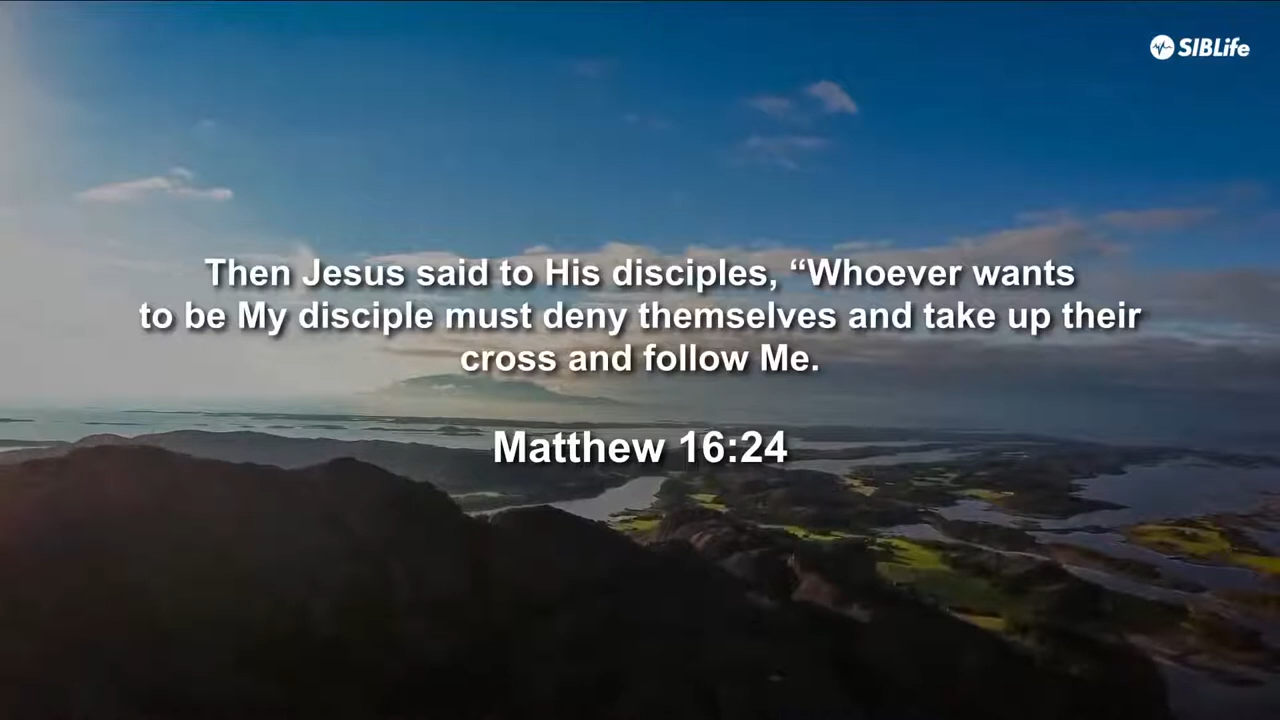 SIBLife
Then Jesus said to His disciples, “Whoever wants
to be My disciple must deny themselves and take up their
cross and follow Me.
Matthew 16:24